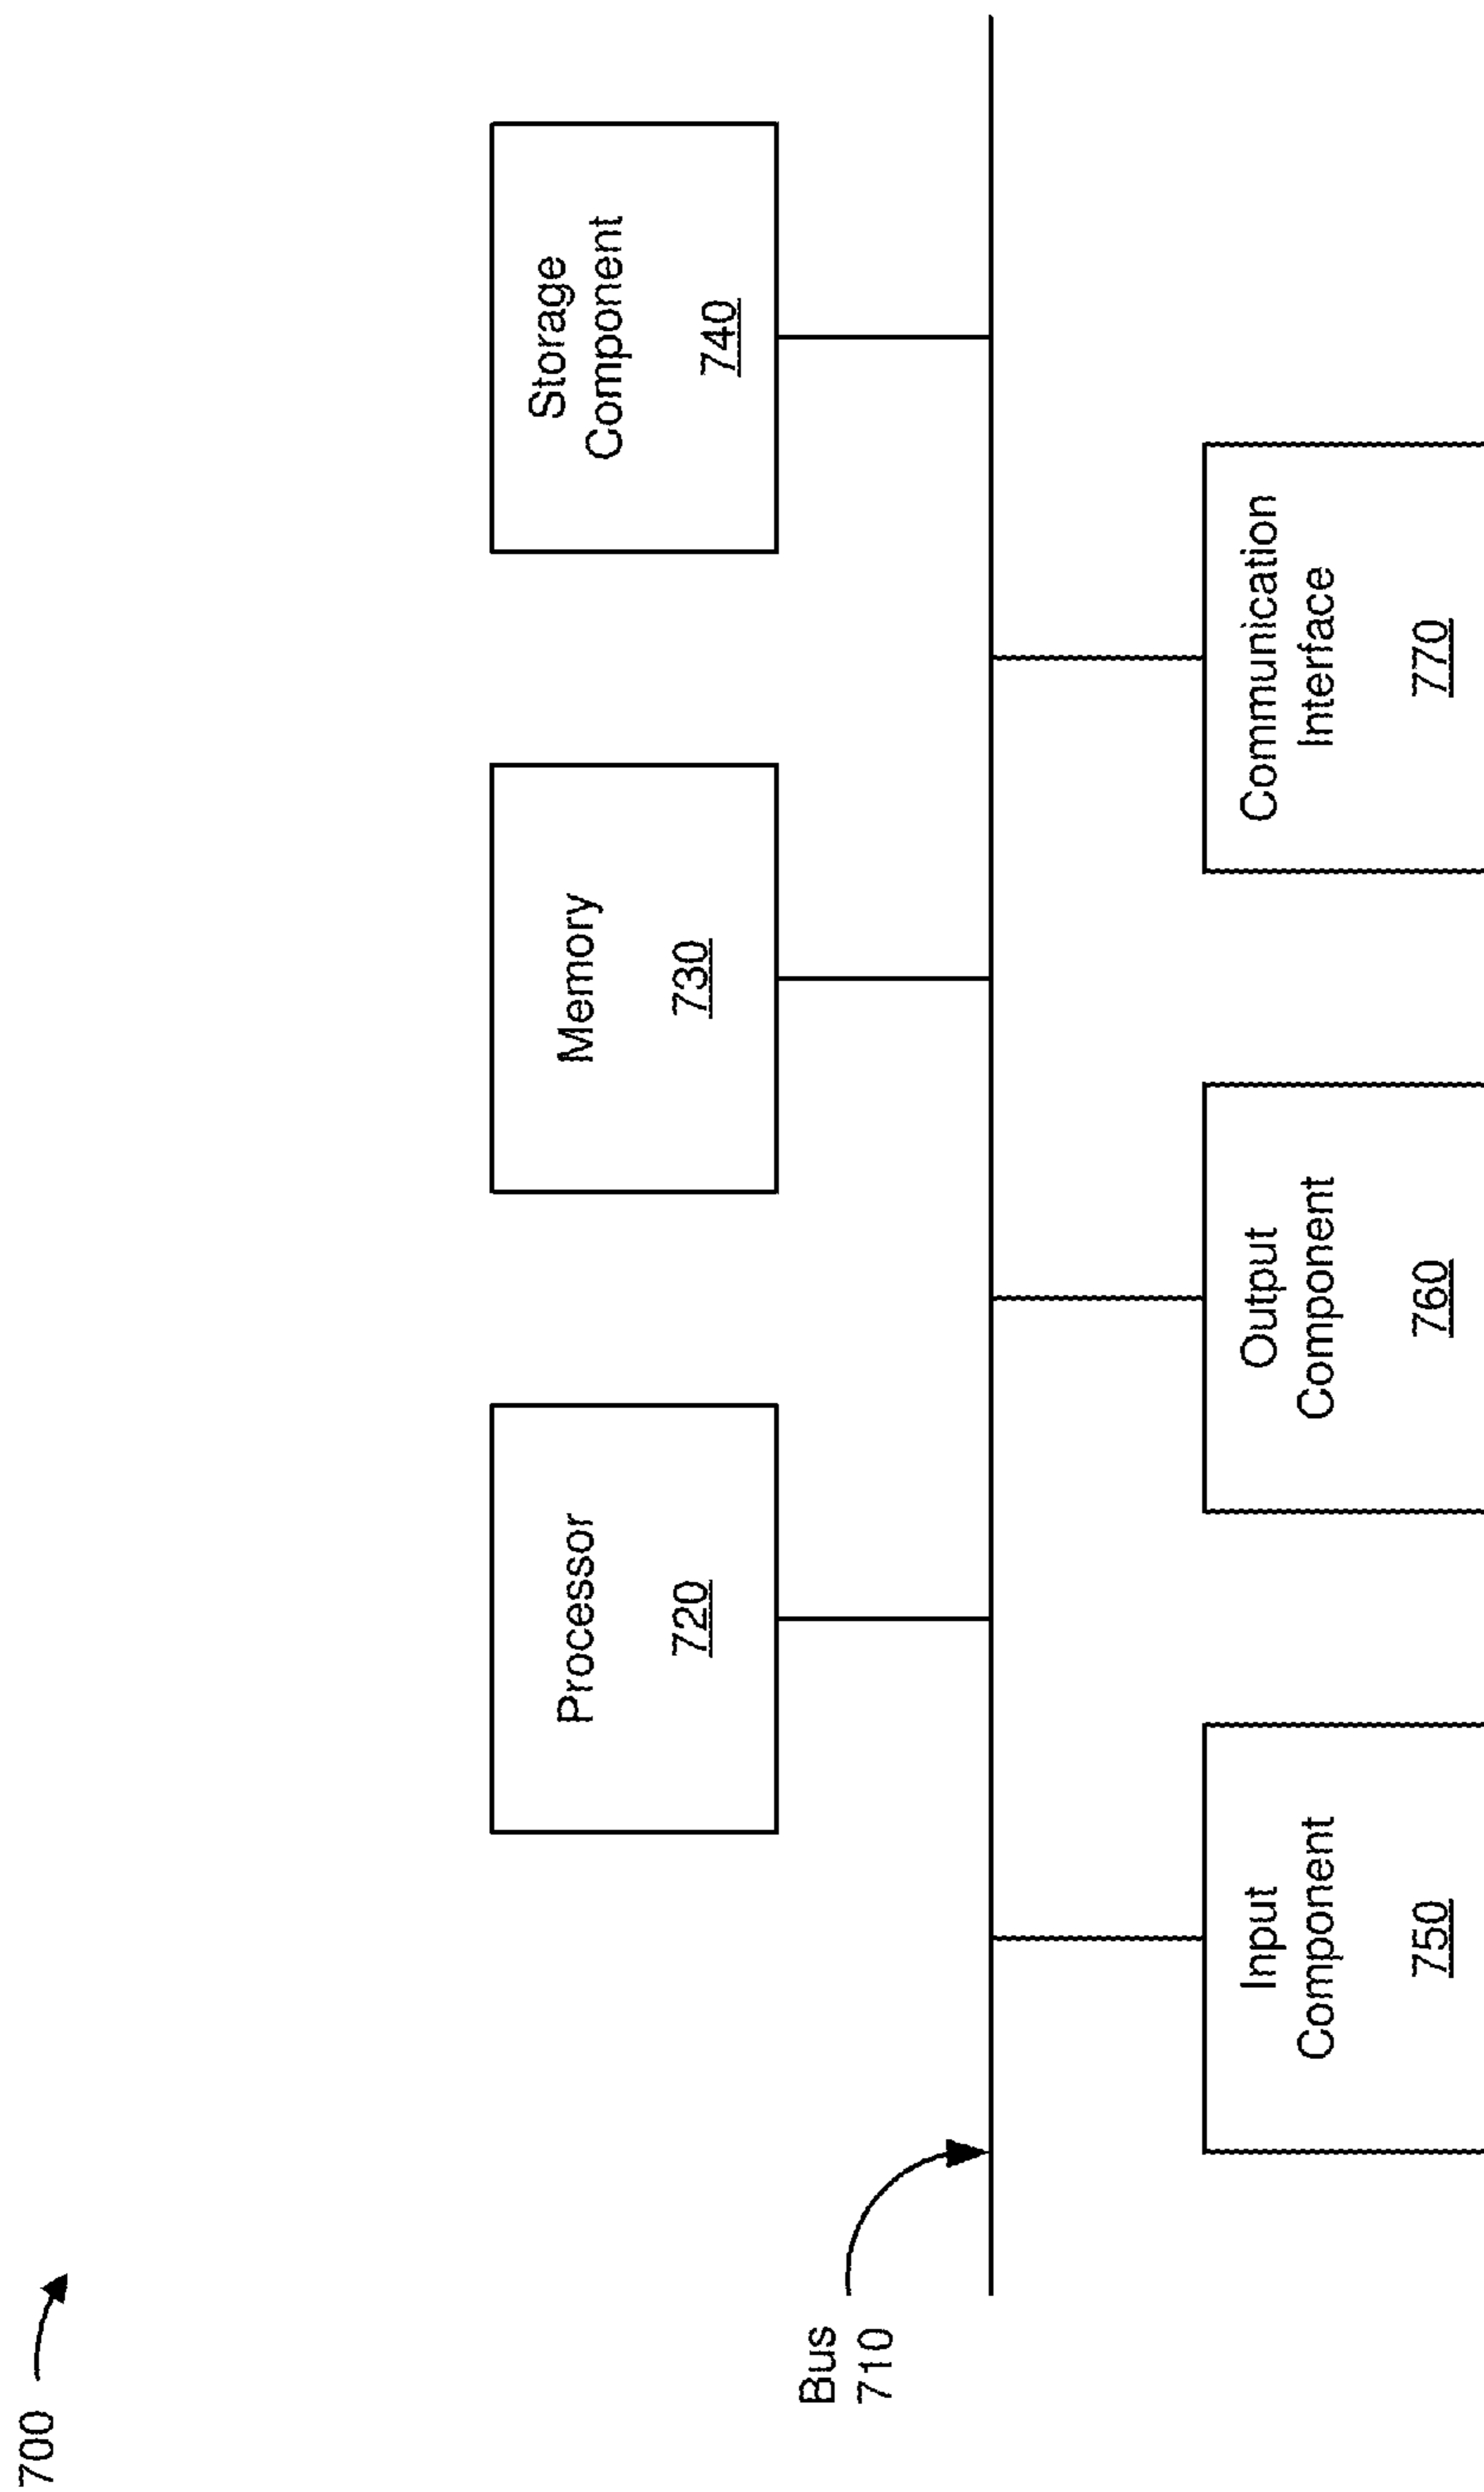 700
Processor
720
Memory
730
Storage
Component
740
Bus
710
Input
Component
750
Output
Component
760
Communication
Interface
770